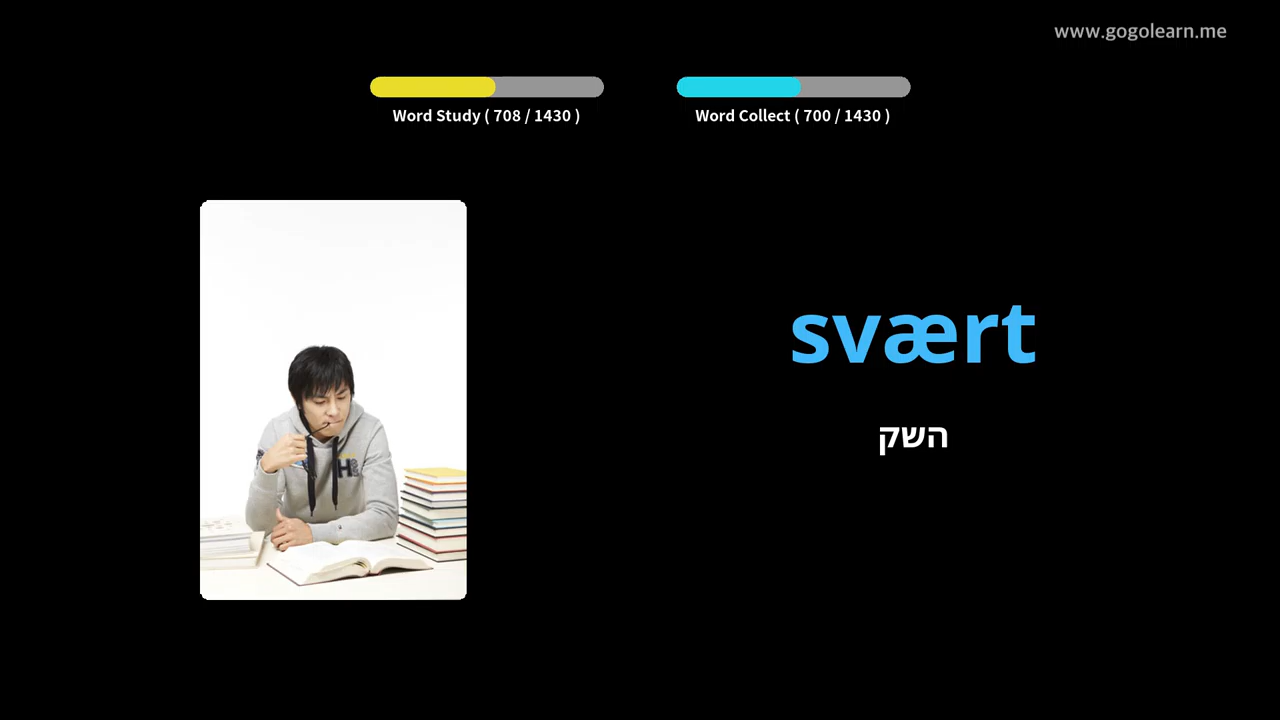 www.gogolearn.me
Word Study ( 708 / 1430 )
Word Collect ( 700 / 1430 )
svært
השק
H